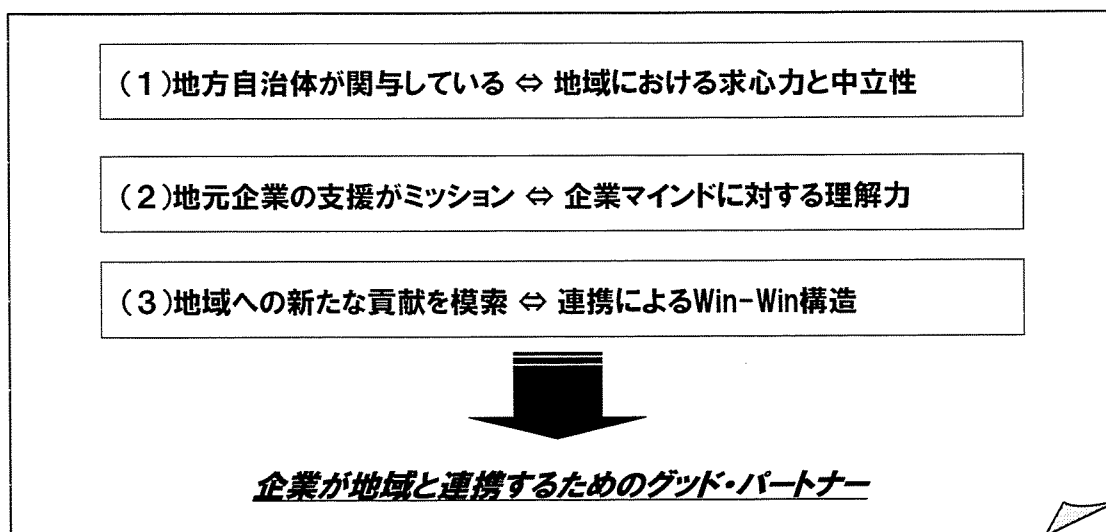 （１）地方自治体が関与している ⇔ 地域における求心力と中立性
（２）地元企業の支援がミッション ⇔ 企業マインドに対する理解力
（３）地域への新たな貢献を模索 ⇔ 連携によるWin-Win構造
企業が地域と連携するためのグッド・パートナー